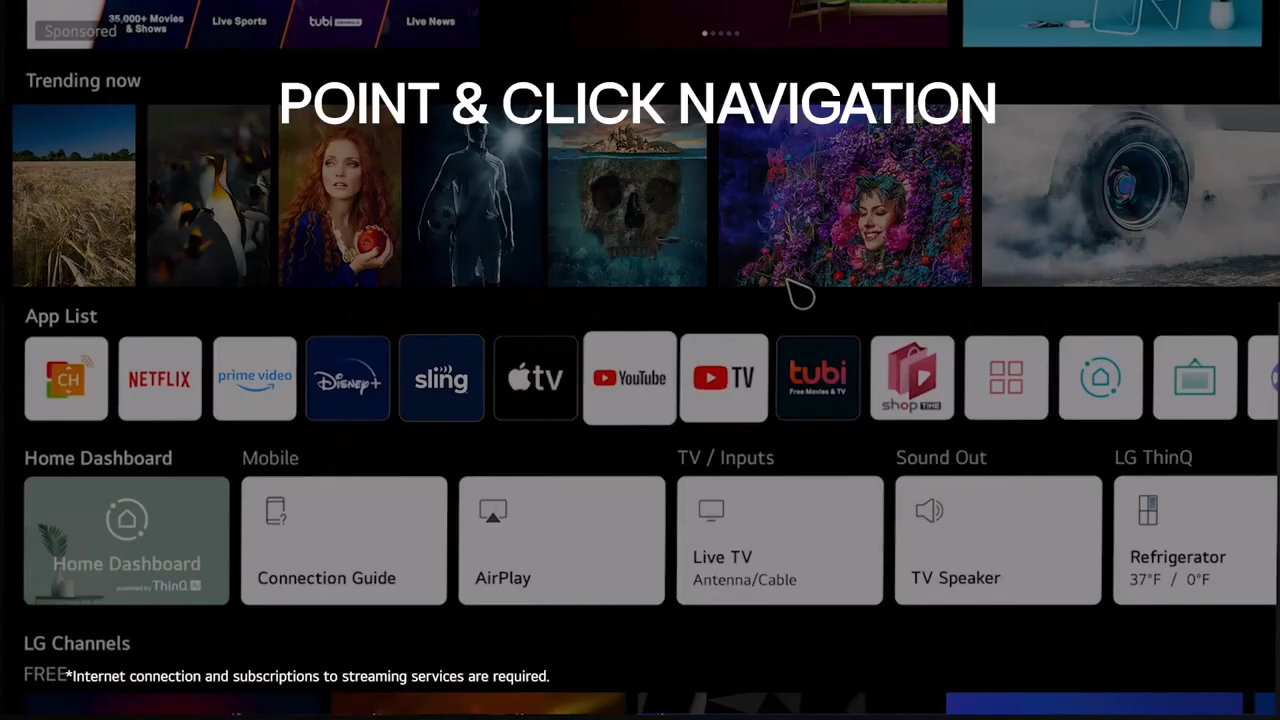 35,000+ Movies
& Shows
Live Sports
tubi
Live News
Sponsored
Trending now
POINT & CLICK NAVIGATION
App List
CH
NETFLIX
prime video
Disney+
sling
tv
YouTube
TV
tubi
Free Movies & TV
shop TIME
Home Dashboard
Mobile
TV / Inputs
Sound Out
LG ThinQ
Home Dashboard
powered by ThinQ AI
Connection Guide
AirPlay
Live TV
Antenna/Cable
TV Speaker
Refrigerator
37°F / 0°F
LG Channels
FREE
*Internet connection and subscriptions to streaming services are required.